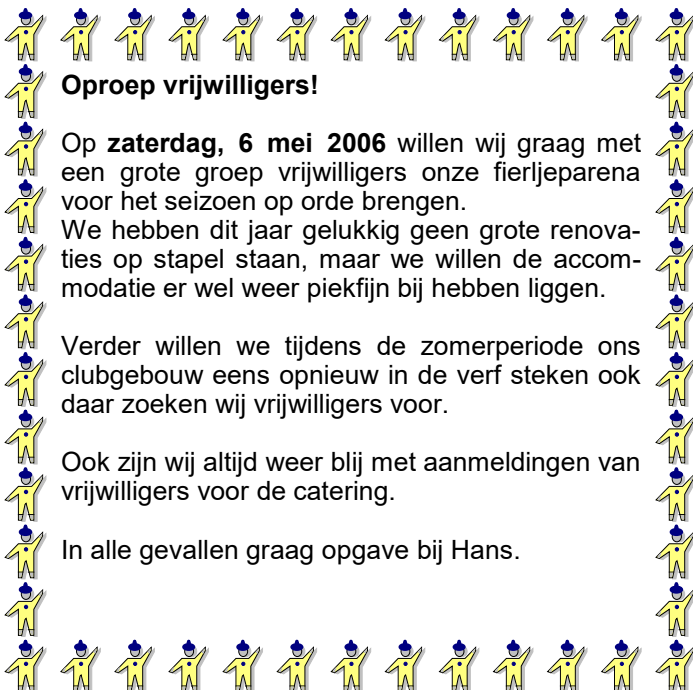 Oproep vrijwilligers!
Op zaterdag, 6 mei 2006 willen wij graag met
een grote groep vrijwilligers onze fierljeparena
voor het seizoen op orde brengen.
We hebben dit jaar gelukkig geen grote renova-
ties op stapel staan, maar we willen de accom-
modatie er wel weer piekfijn bij hebben liggen.
Verder willen we tijdens de zomerperiode ons
clubgebouw eens opnieuw in de verf steken ook
daar zoeken wij vrijwilligers voor.
Ook zijn wij altijd weer blij met aanmeldingen van
vrijwilligers voor de catering.
In alle gevallen graag opgave bij Hans.